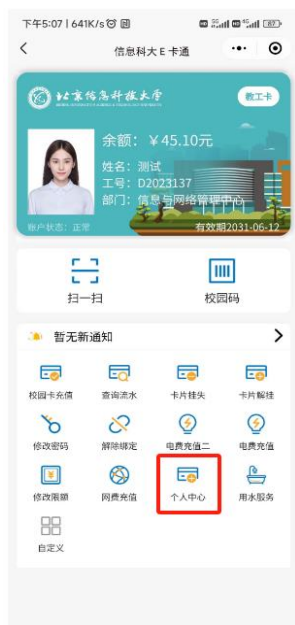 下午5:07 | 641K/s
信息科大E卡通
北京信息科技大学
教工卡
余额：￥45.10元
姓名：测试
工号：D2023137
部门：信息与网络管理中心
账户状态：正常
有效期2031-06-12
扫一扫
校园码
暂无新通知
校园卡充值
查询流水
卡片挂失
卡片解挂
修改密码
解除绑定
电费充值二
电费充值
修改限额
网费充值
个人中心
用水服务
自定义